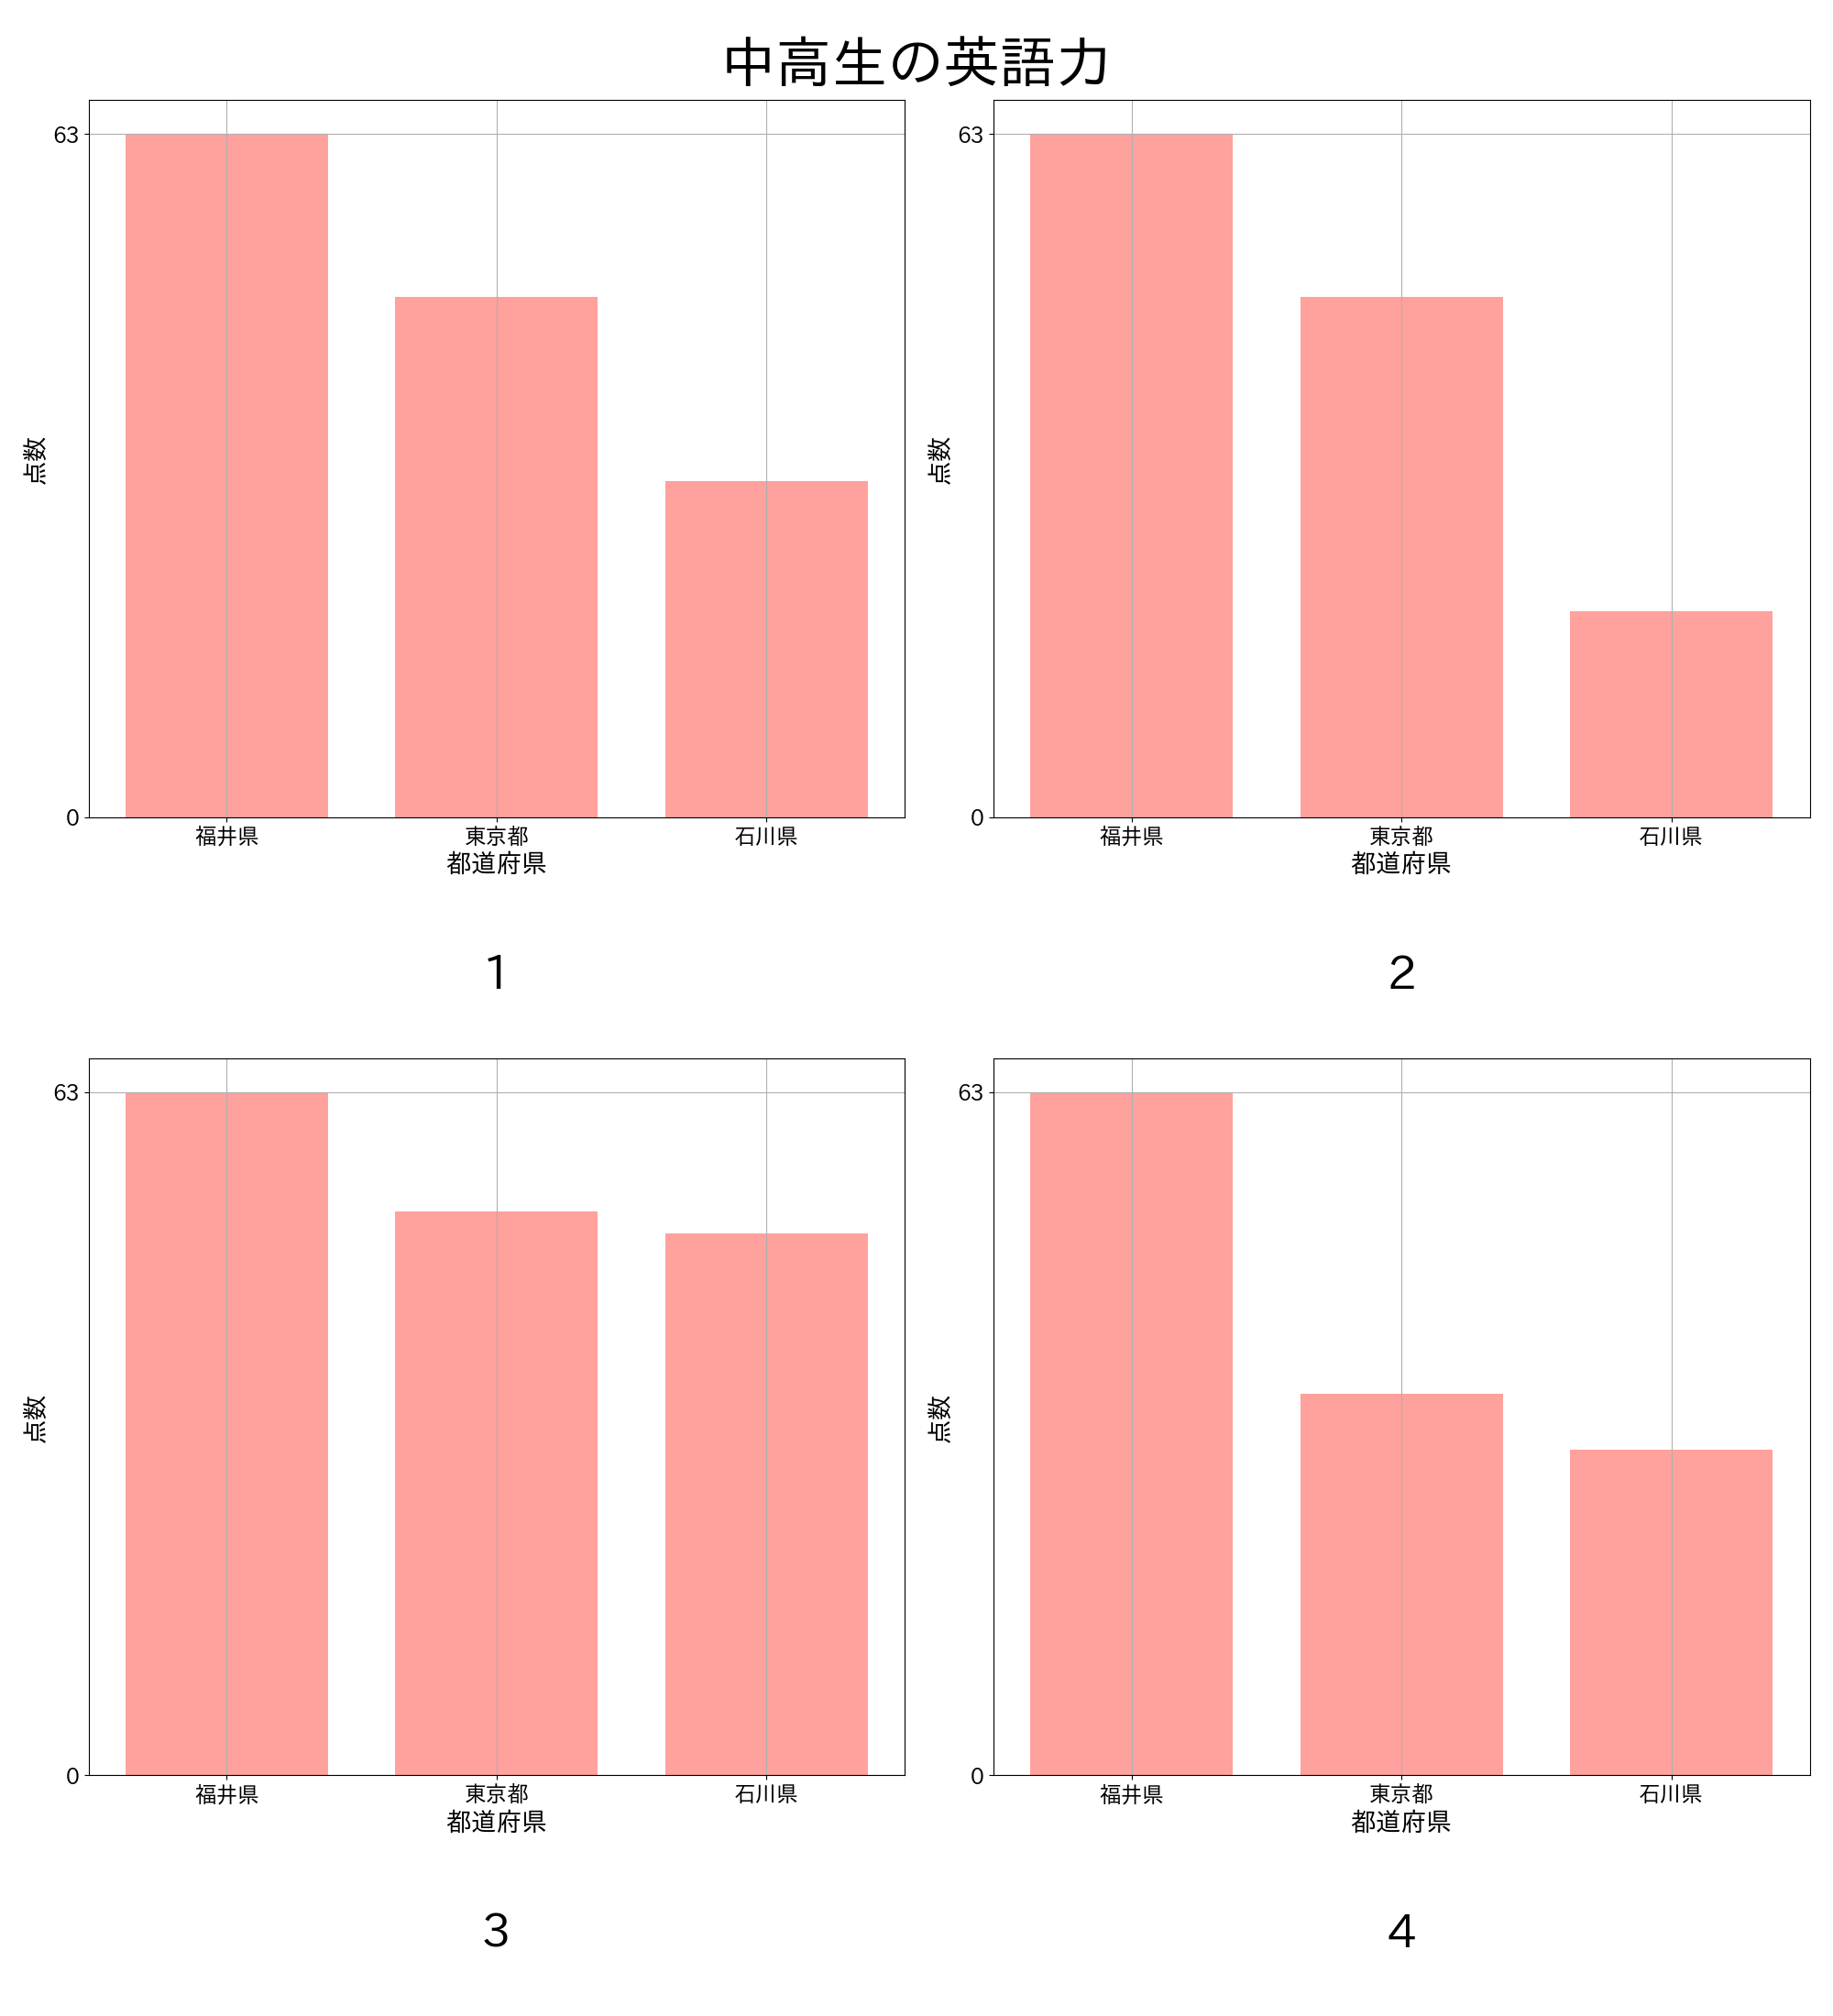 中高生の英語力
63
点数
0
福井県 東京都 石川県
都道府県
1
63
点数
0
福井県 東京都 石川県
都道府県
2
63
点数
0
福井県 東京都 石川県
都道府県
3
63
点数
0
福井県 東京都 石川県
都道府県
4